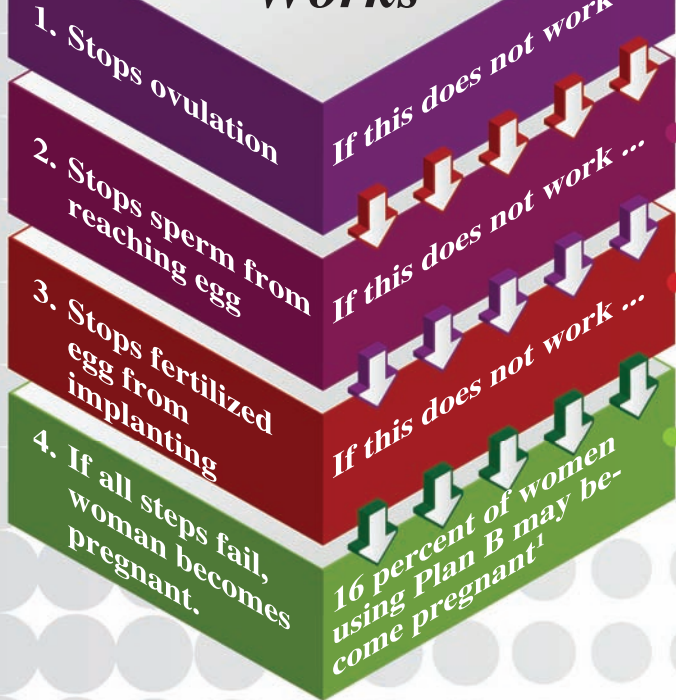 Works
1. Stops ovulation
If this does not work
2. Stops sperm from
reaching egg
If this does not work ...
3. Stops fertilized
egg from
implanting
If this does not work ...
4. If all steps fail,
woman becomes
pregnant.
16 percent of women
using Plan B may be-
come pregnant1